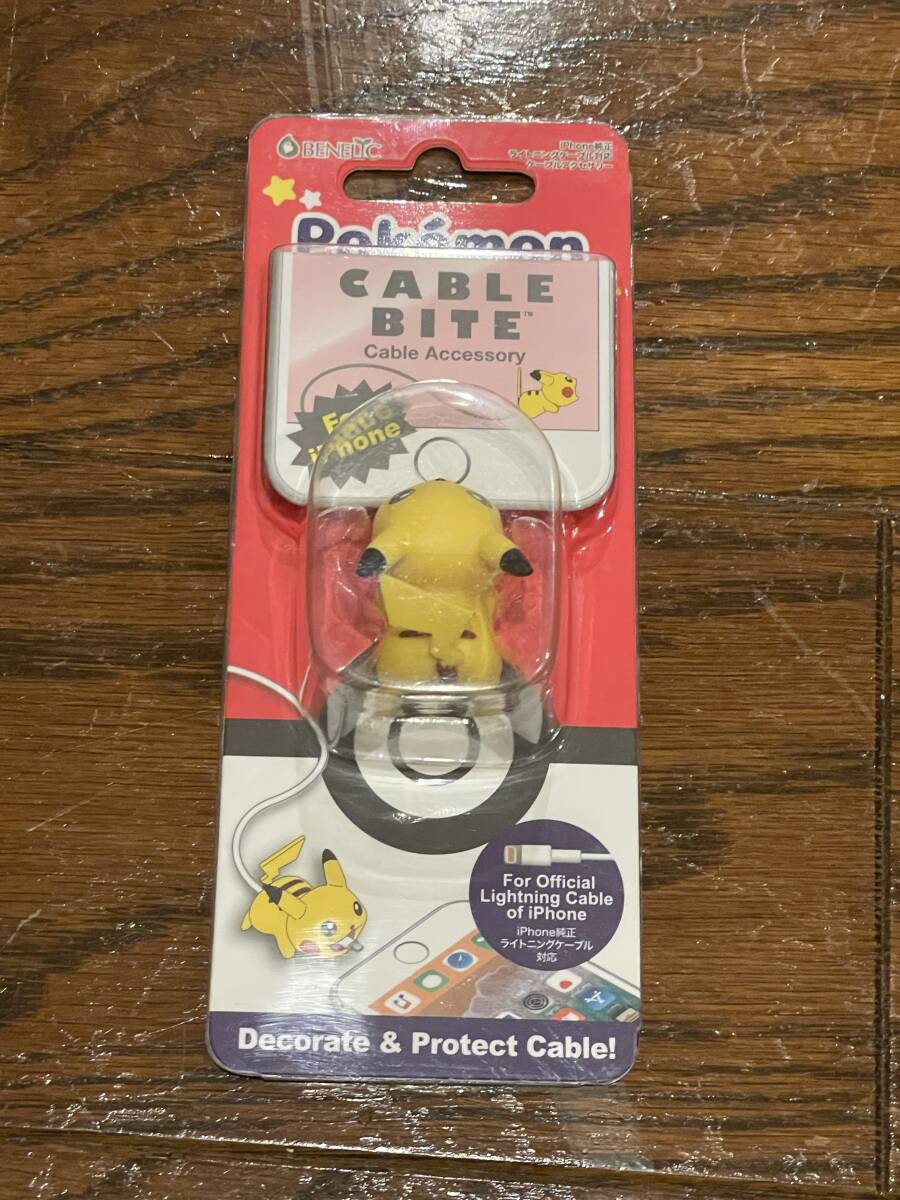 BENELIC
iPhone純正
ライトニングケーブル対応
ケーブルアクセサリー
Pokémon
CABLE
BITE™
Cable Accessory
For
iPhone
For Official
Lightning Cable
of iPhone
iPhone純正
ライトニングケーブル
対応
Decorate & Protect Cable!